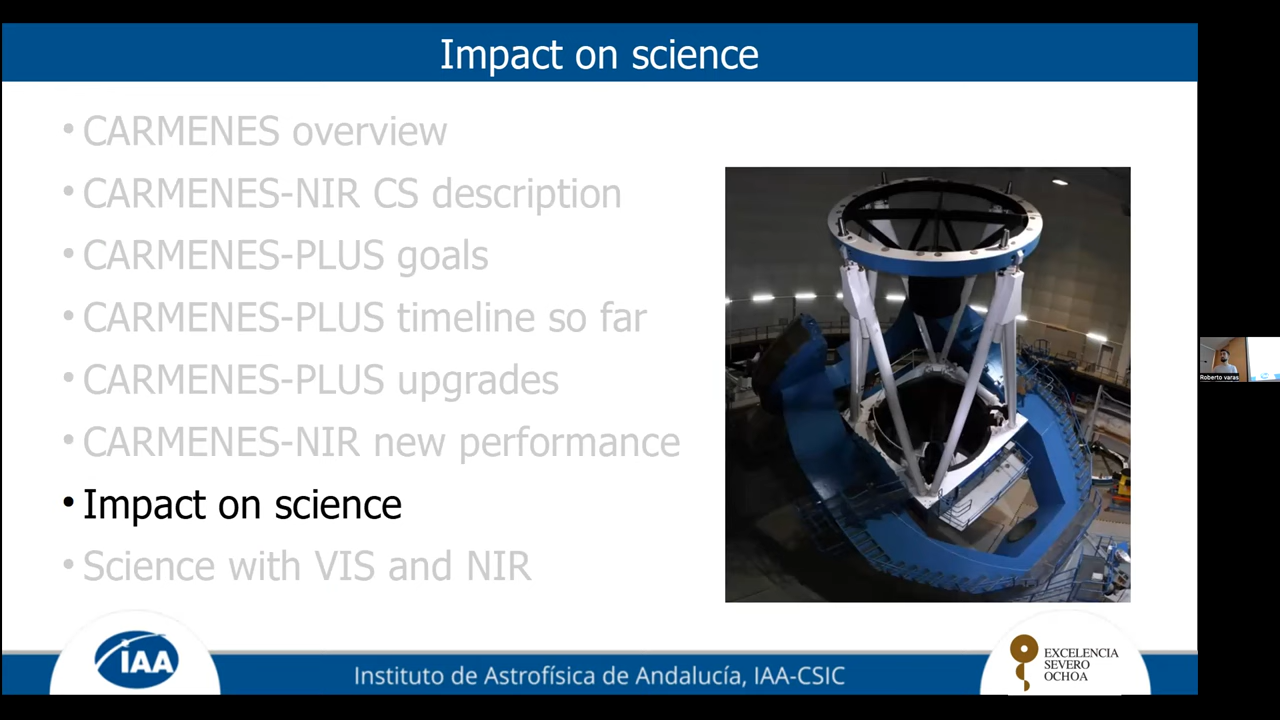 Impact on science
• CARMENES overview
• CARMENES-NIR CS description
• CARMENES-PLUS goals
• CARMENES-PLUS timeline so far
• CARMENES-PLUS upgrades
• CARMENES-NIR new performance
• Impact on science
• Science with VIS and NIR
Roberto varas
IAA
Instituto de Astrofísica de Andalucía, IAA-CSIC
EXCELENCIA
SEVERO
OCHOA